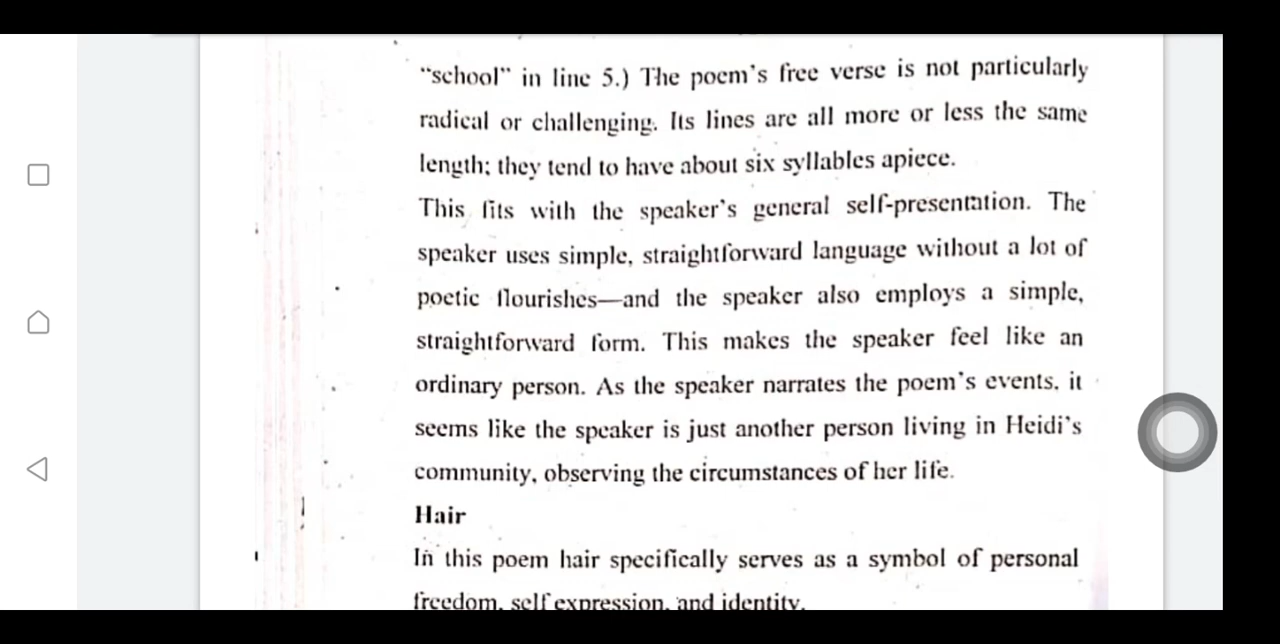 “school” in line 5.) The poem’s free verse is not particularly
radical or challenging. Its lines are all more or less the same
length; they tend to have about six syllables apiece.
This fits with the speaker’s general self-presentation. The
speaker uses simple, straightforward language without a lot of
poetic flourishes—and the speaker also employs a simple,
straightforward form. This makes the speaker feel like an
ordinary person. As the speaker narrates the poem’s events, it
seems like the speaker is just another person living in Heidi’s
community, observing the circumstances of her life.
Hair
In this poem hair specifically serves as a symbol of personal
freedom, self expression, and identity.